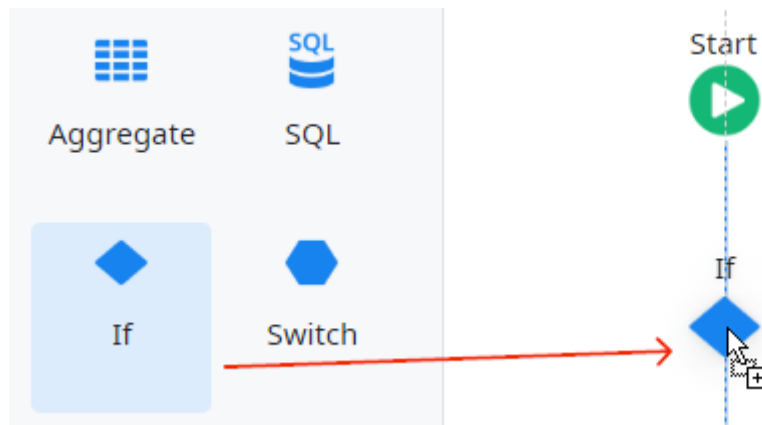 SQL
Start
Aggregate
SQL
If
If
Switch